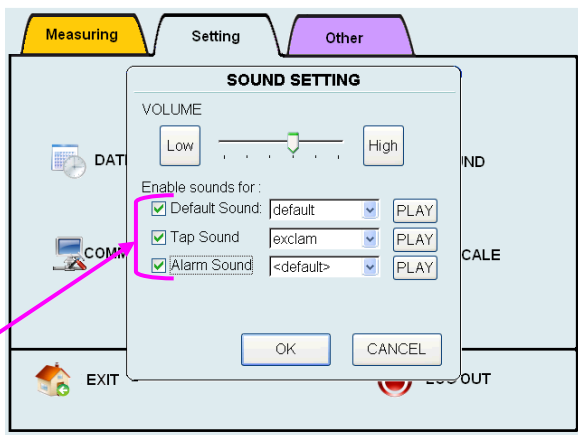 Measuring
Setting
Other
SOUND SETTING
VOLUME
Low
High
DAT
ND
Enable sounds for :
Default Sound: default PLAY
Tap Sound exclam PLAY
COMM
CALE
Alarm Sound <default> PLAY
OK CANCEL
EXIT
OUT